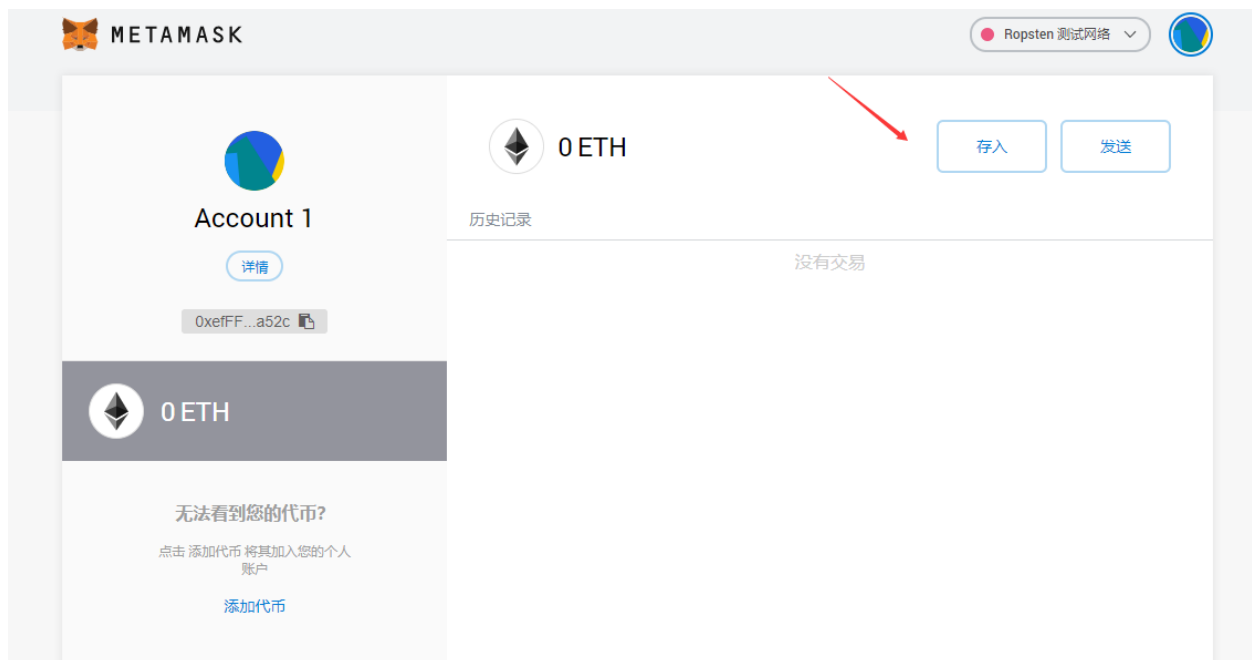 METAMASK
Ropsten 测试网络
Account 1
详情
0xefFF...a52c
0 ETH
无法看到您的代币?
点击 添加代币 将其加入您的个人
账户
添加代币
0 ETH
存入
发送
历史记录
没有交易